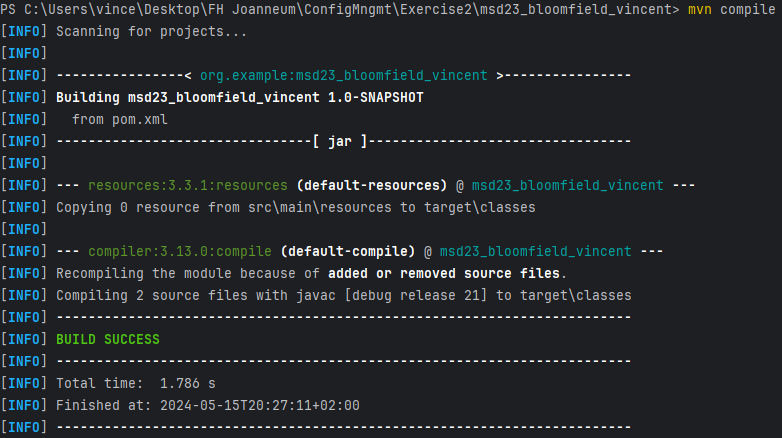 PS C:\Users\vince\Desktop\FH Joanneum\ConfigMngmt\Exercise2\msd23_bloomfield_vincent> mvn compile
[INFO] Scanning for projects...
[INFO]
[INFO] ----------------< org.example:msd23_bloomfield_vincent >----------------
[INFO] Building msd23_bloomfield_vincent 1.0-SNAPSHOT
[INFO]   from pom.xml
[INFO] --------------------------------[ jar ]---------------------------------
[INFO]
[INFO] --- resources:3.3.1:resources (default-resources) @ msd23_bloomfield_vincent ---
[INFO] Copying 0 resource from src\main\resources to target\classes
[INFO]
[INFO] --- compiler:3.13.0:compile (default-compile) @ msd23_bloomfield_vincent ---
[INFO] Recompiling the module because of added or removed source files.
[INFO] Compiling 2 source files with javac [debug release 21] to target\classes
[INFO] ------------------------------------------------------------------------
[INFO] BUILD SUCCESS
[INFO] ------------------------------------------------------------------------
[INFO] Total time:  1.786 s
[INFO] Finished at: 2024-05-15T20:27:11+02:00
[INFO] ------------------------------------------------------------------------